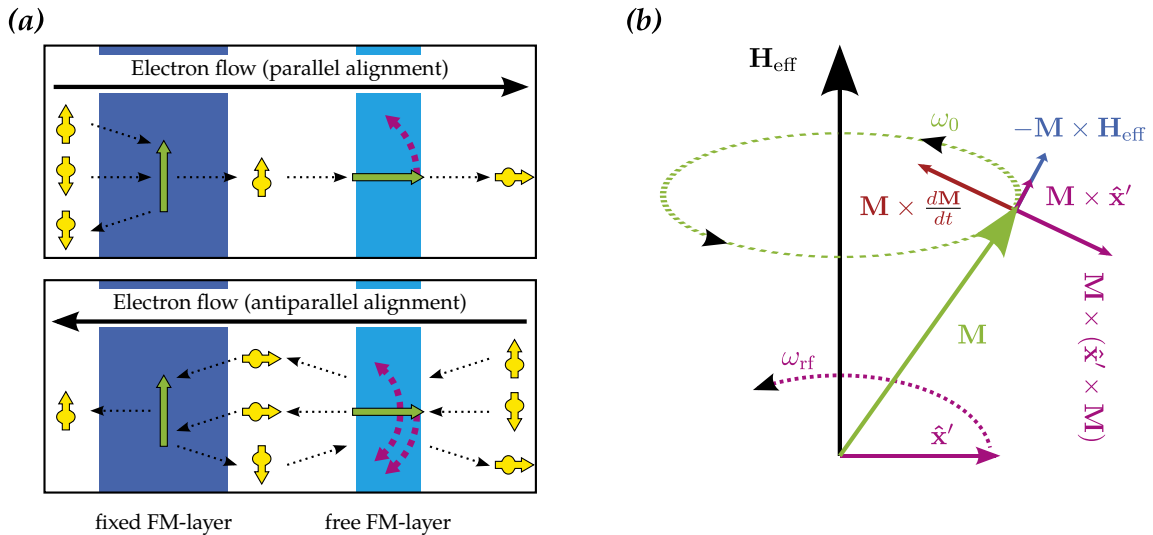 (a)
Electron flow (parallel alignment)
Electron flow (antiparallel alignment)
fixed FM-layer
free FM-layer
(b)
H_eff
ω_0
−M × H_eff
M × dM/dt
M × x̂′
M
M × (x̂′ × M)
ω_rf
x̂′